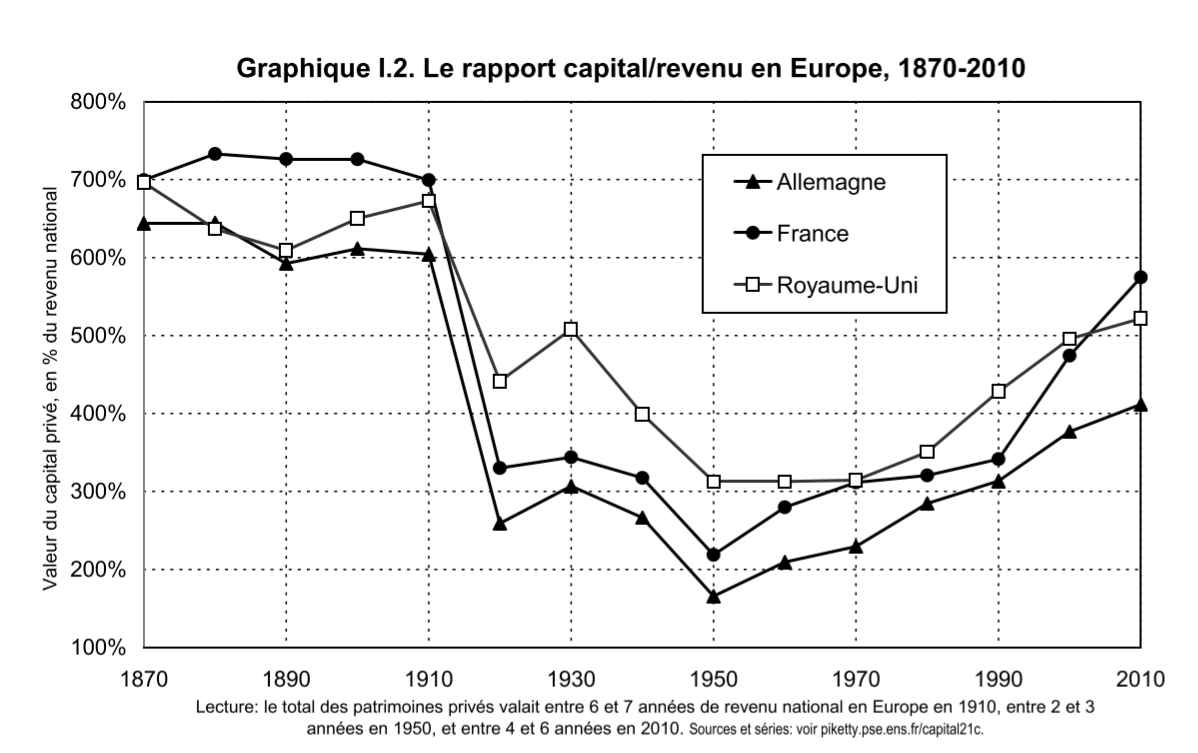 Graphique I.2. Le rapport capital/revenu en Europe, 1870-2010
Valeur du capital privé, en % du revenu national
800%
700%
600%
500%
400%
300%
200%
100%
Allemagne
France
Royaume-Uni
1870 1890 1910 1930 1950 1970 1990 2010
Lecture: le total des patrimoines privés valait entre 6 et 7 années de revenu national en Europe en 1910, entre 2 et 3
années en 1950, et entre 4 et 6 années en 2010. Sources et séries: voir piketty.pse.ens.fr/capital21c.